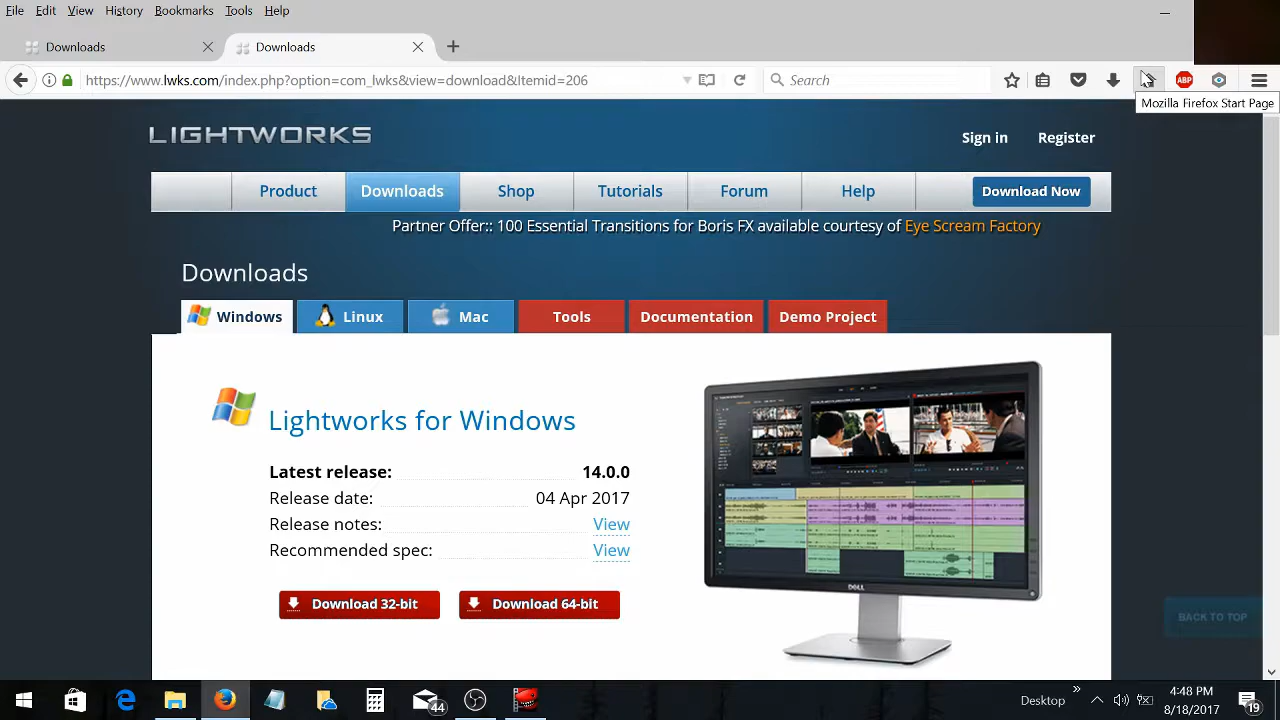 File Edit View History Bookmarks Tools Help
Downloads
Downloads
https://www.lwks.com/index.php?option=com_lwks&view=download&Itemid=206
Search
ABP
Mozilla Firefox Start Page
LIGHTWORKS
Sign in
Register
Product
Downloads
Shop
Tutorials
Forum
Help
Download Now
Partner Offer:: 100 Essential Transitions for Boris FX available courtesy of Eye Scream Factory
Downloads
Windows
Linux
Mac
Tools
Documentation
Demo Project
Lightworks for Windows
Latest release: 14.0.0
Release date: 04 Apr 2017
Release notes: View
Recommended spec: View
Download 32-bit
Download 64-bit
DELL
BACK TO TOP
44
Desktop
4:48 PM
8/18/2017
19